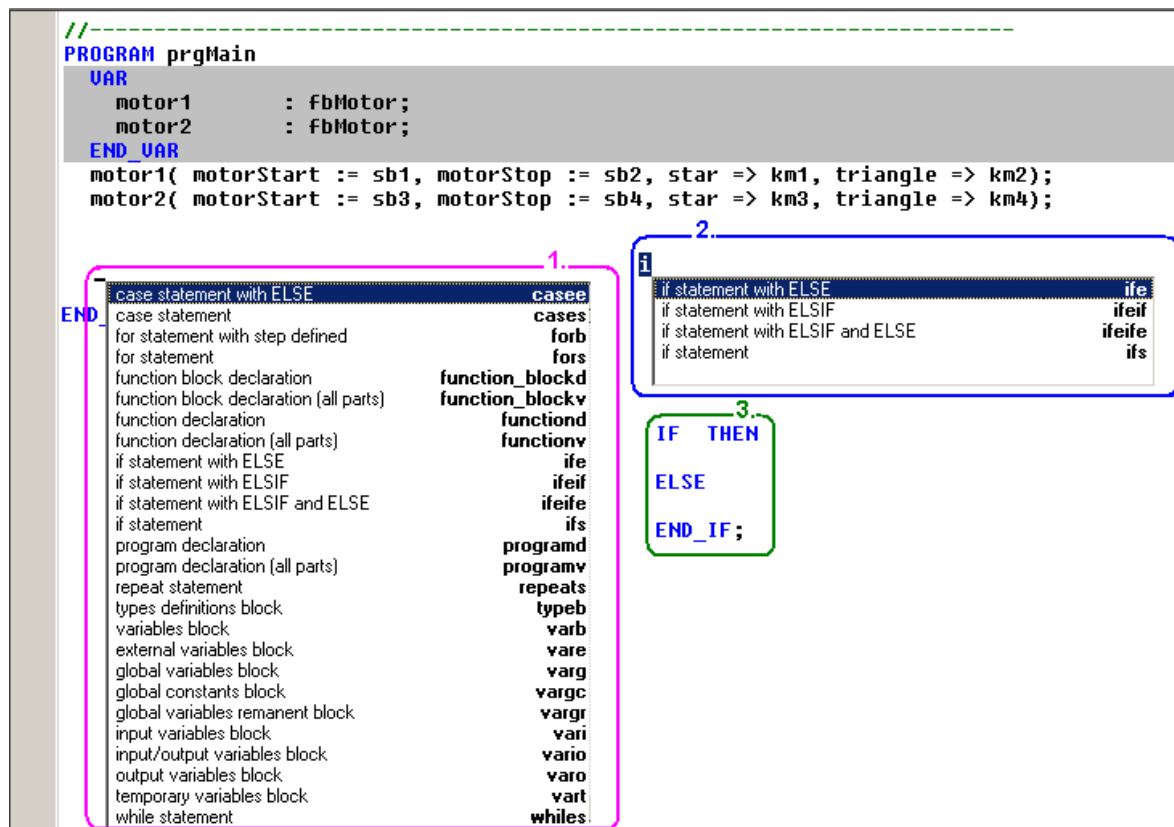 //------------------------------------------------------------------------
PROGRAM prgMain
VAR
motor1 : fbMotor;
motor2 : fbMotor;
END_VAR
motor1( motorStart := sb1, motorStop := sb2, star => km1, triangle => km2);
motor2( motorStart := sb3, motorStop := sb4, star => km3, triangle => km4);
1.
END_
case statement with ELSE casee
case statement cases
for statement with step defined forb
for statement fors
function block declaration function_blockd
function block declaration (all parts) function_blockv
function declaration functiond
function declaration (all parts) functionv
if statement with ELSE ife
if statement with ELSIF ifeif
if statement with ELSIF and ELSE ifeife
if statement ifs
program declaration programd
program declaration (all parts) programv
repeat statement repeats
types definitions block typeb
variables block varb
external variables block vare
global variables block varg
global constants block vargc
global variables remanent block vargr
input variables block vari
input/output variables block vario
output variables block varo
temporary variables block vart
while statement whiles
2.
i
if statement with ELSE ife
if statement with ELSIF ifeif
if statement with ELSIF and ELSE ifeife
if statement ifs
3.
IF THEN
ELSE
END_IF;